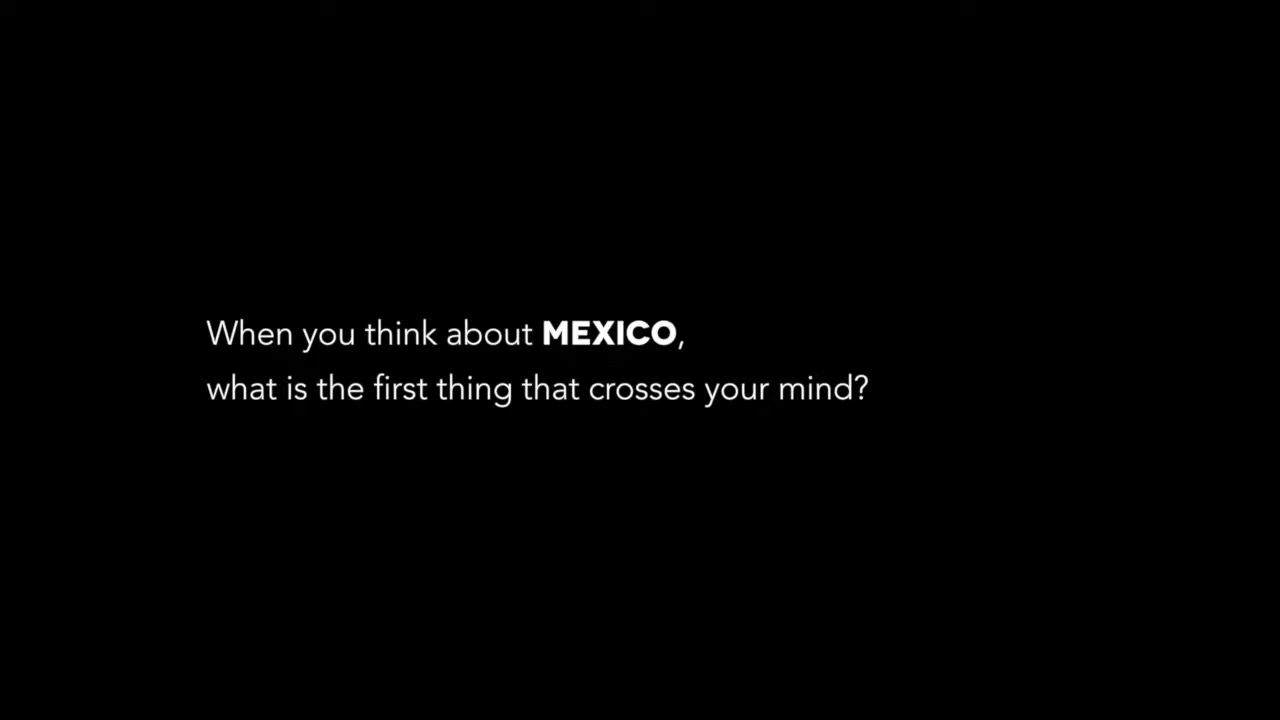 When you think about MEXICO,
what is the first thing that crosses your mind?